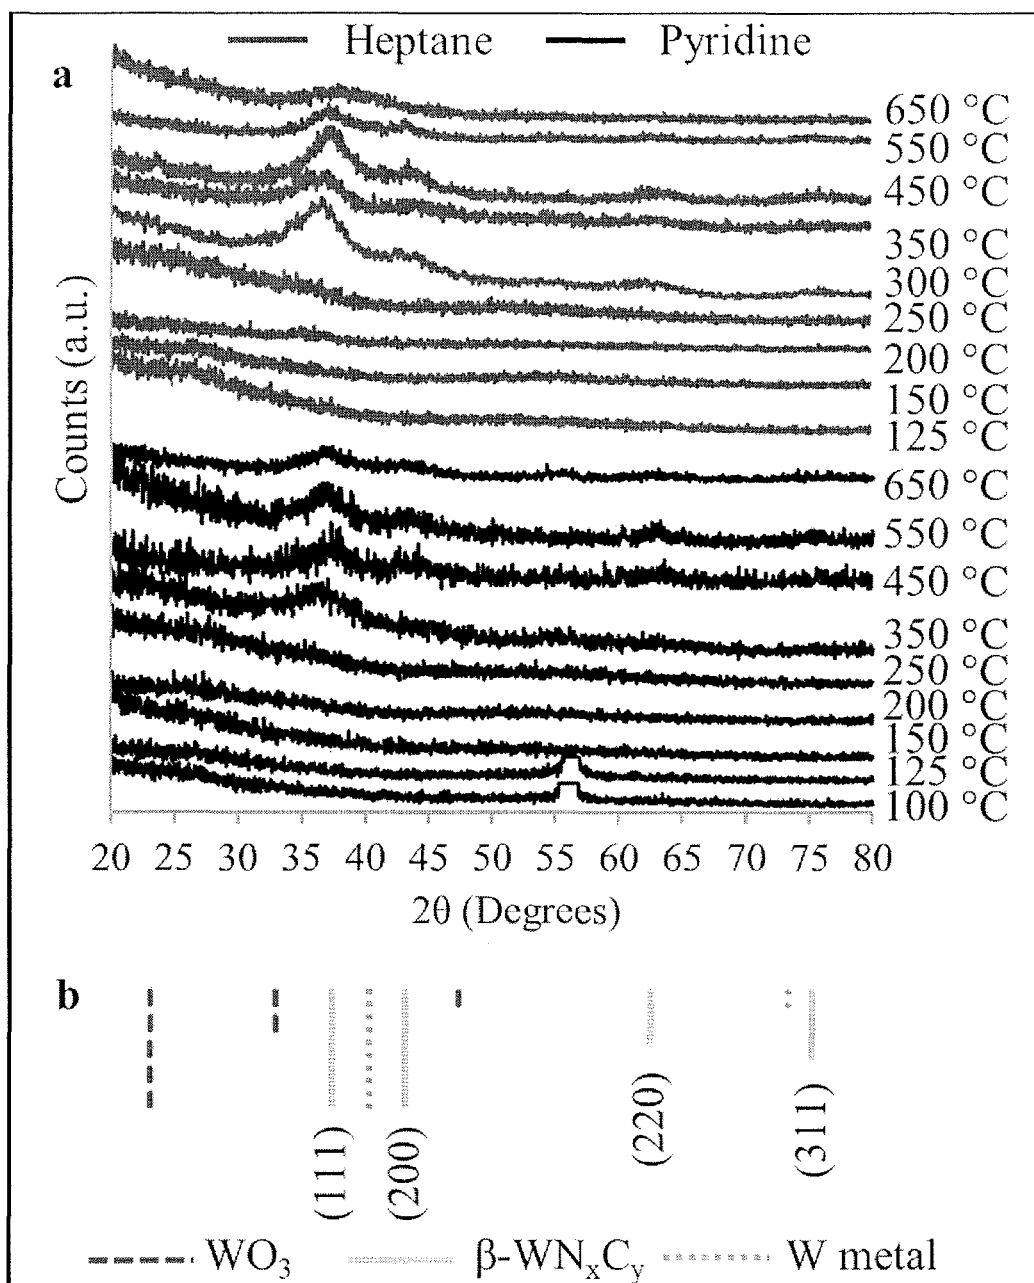 Heptane Pyridine
a
650 °C
550 °C
450 °C
350 °C
300 °C
250 °C
200 °C
150 °C
125 °C
650 °C
550 °C
450 °C
350 °C
250 °C
200 °C
150 °C
125 °C
100 °C
Counts (a.u.)
20 25 30 35 40 45 50 55 60 65 70 75 80
2θ (Degrees)
b
(111) (200) (220) (311)
WO₃ β-WNₓCᵧ W metal